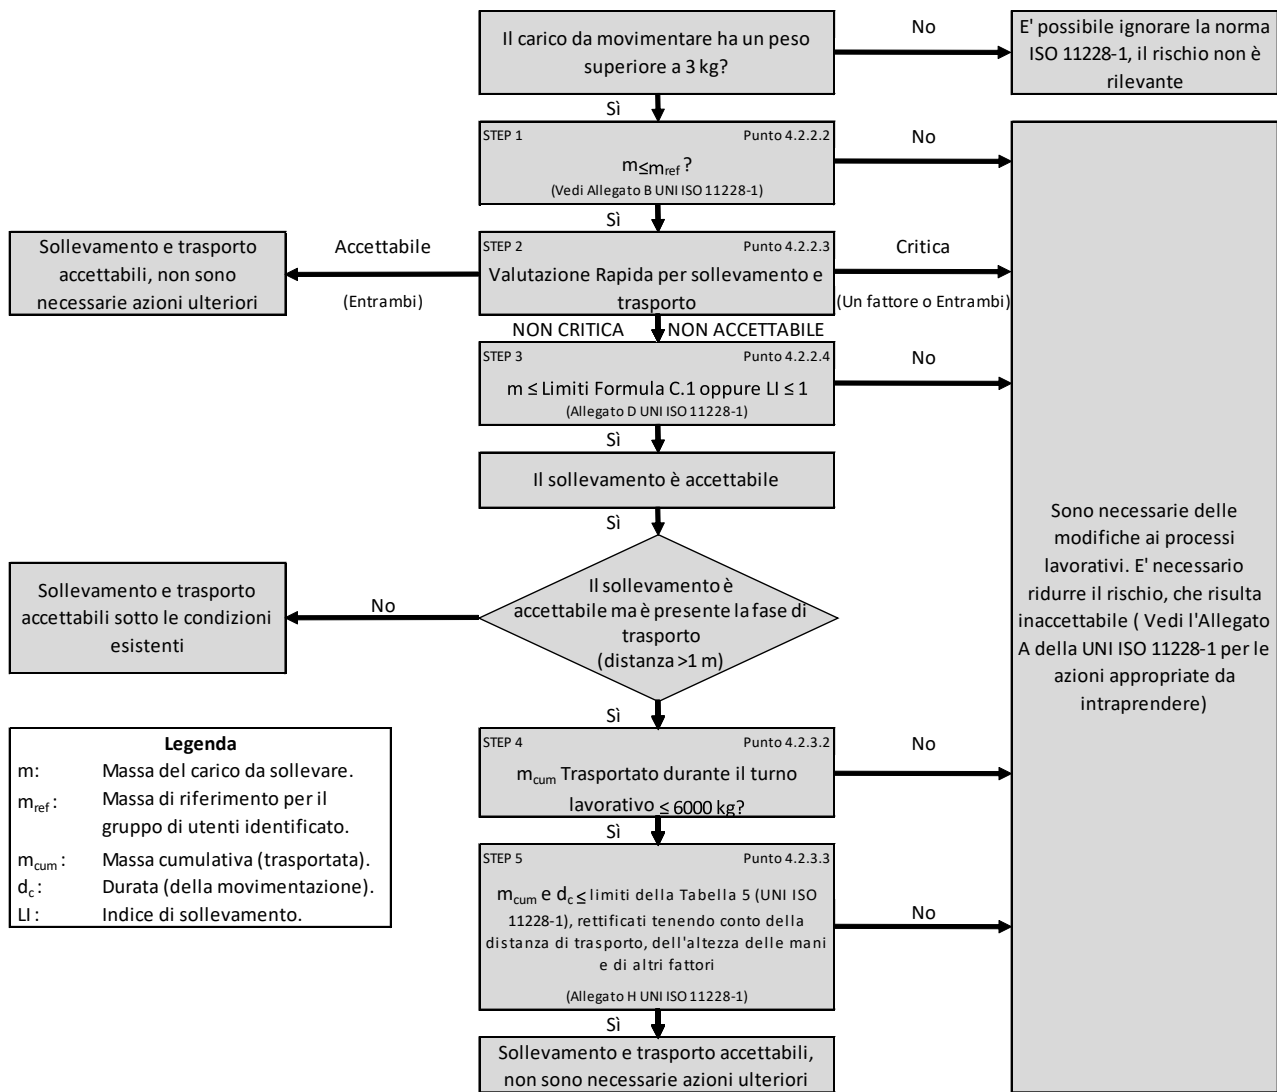 Il carico da movimentare ha un peso
superiore a 3 kg?
No
E' possibile ignorare la norma
ISO 11228-1, il rischio non è
rilevante
Sì
STEP 1 Punto 4.2.2.2
m≤mref ?
(Vedi Allegato B UNI ISO 11228-1)
No
Sì
Sollevamento e trasporto
accettabili, non sono
necessarie azioni ulteriori
Accettabile
(Entrambi)
STEP 2 Punto 4.2.2.3
Valutazione Rapida per sollevamento e
trasporto
Critica
(Un fattore o Entrambi)
NON CRITICA NON ACCETTABILE
STEP 3 Punto 4.2.2.4
m ≤ Limiti Formula C.1 oppure LI ≤ 1
(Allegato D UNI ISO 11228-1)
No
Sì
Il sollevamento è accettabile
Sì
Sollevamento e trasporto
accettabili sotto le condizioni
esistenti
No
Il sollevamento è
accettabile ma è presente la fase di
trasporto
(distanza >1 m)
Sono necessarie delle
modifiche ai processi
lavorativi. E' necessario
ridurre il rischio, che risulta
inaccettabile ( Vedi l'Allegato
A della UNI ISO 11228-1 per le
azioni appropriate da
intraprendere)
Sì
STEP 4 Punto 4.2.3.2
mcum Trasportato durante il turno
lavorativo ≤ 6000 kg?
No
Sì
STEP 5 Punto 4.2.3.3
mcum e dc ≤ limiti della Tabella 5 (UNI ISO
11228-1), rettificati tenendo conto della
distanza di trasporto, dell'altezza delle mani
e di altri fattori
(Allegato H UNI ISO 11228-1)
No
Sì
Sollevamento e trasporto accettabili,
non sono necessarie azioni ulteriori
Legenda
m: Massa del carico da sollevare.
mref : Massa di riferimento per il
gruppo di utenti identificato.
mcum : Massa cumulativa (trasportata).
dc : Durata (della movimentazione).
LI : Indice di sollevamento.